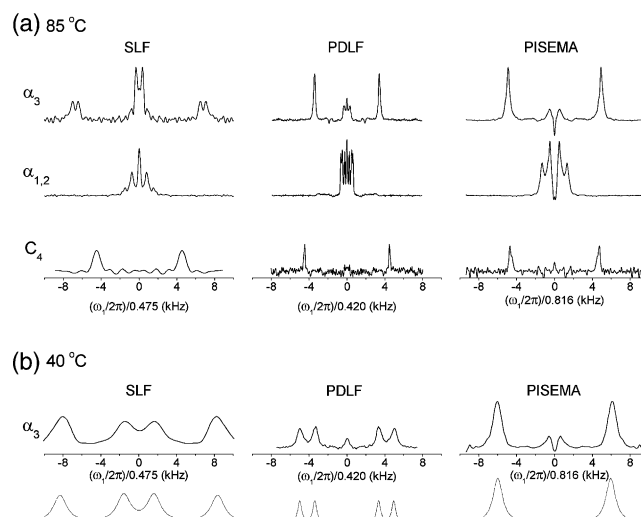 (a) 85 °C
SLF PDLF PISEMA
α3
α1,2
C4
-8 -4 0 4 8 -8 -4 0 4 8 -8 -4 0 4 8
(ω1/2π)/0.475 (kHz) (ω1/2π)/0.420 (kHz) (ω1/2π)/0.816 (kHz)
(b) 40 °C
SLF PDLF PISEMA
α3
-8 -4 0 4 8 -8 -4 0 4 8 -8 -4 0 4 8
(ω1/2π)/0.475 (kHz) (ω1/2π)/0.420 (kHz) (ω1/2π)/0.816 (kHz)